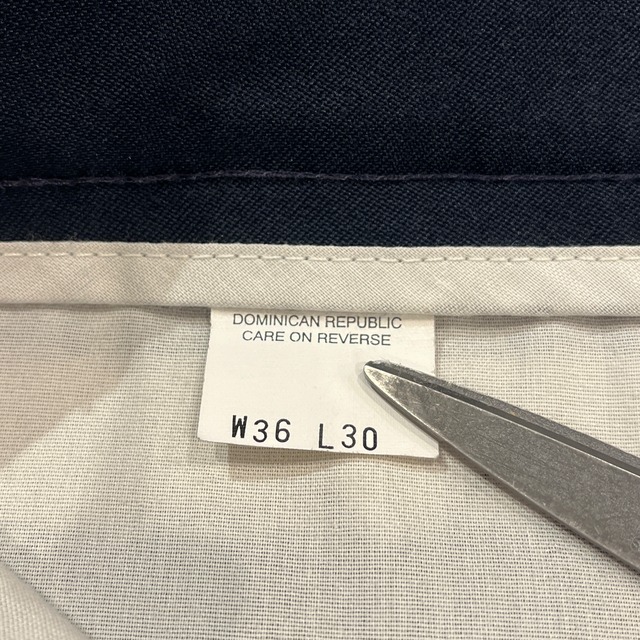 DOMINICAN REPUBLIC
CARE ON REVERSE
W36 L30